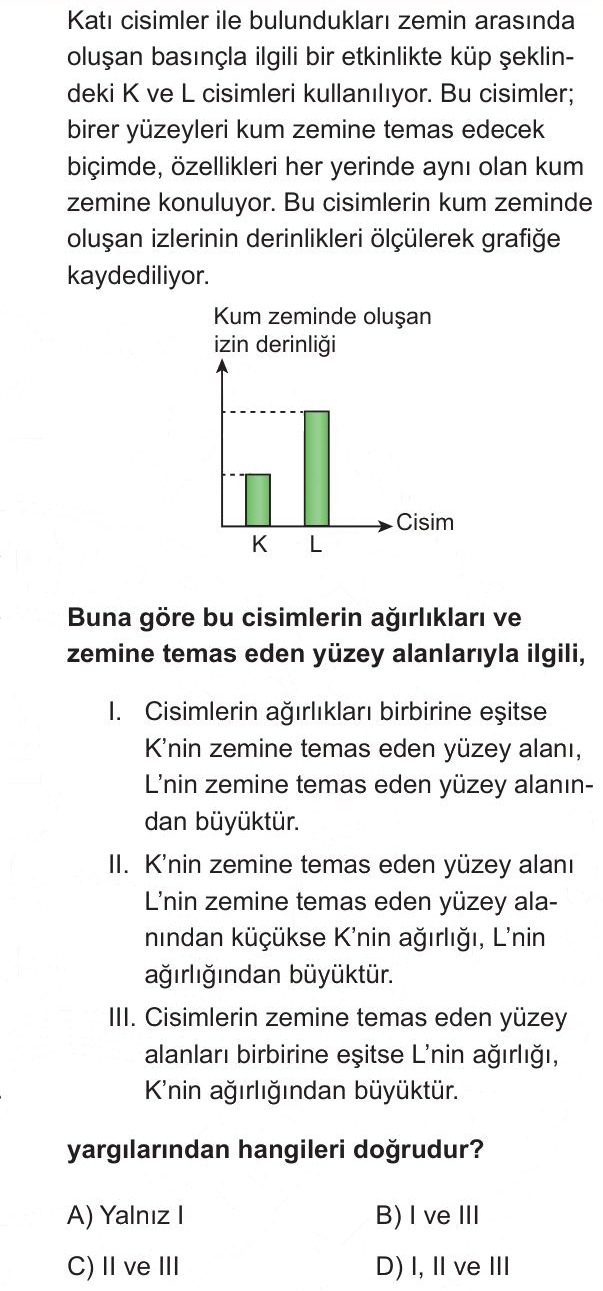 Katı cisimler ile bulundukları zemin arasında
oluşan basınçla ilgili bir etkinlikte küp şeklin-
deki K ve L cisimleri kullanılıyor. Bu cisimler;
birer yüzeyleri kum zemine temas edecek
biçimde, özellikleri her yerinde aynı olan kum
zemine konuluyor. Bu cisimlerin kum zeminde
oluşan izlerinin derinlikleri ölçülerek grafiğe
kaydediliyor.
Kum zeminde oluşan
izin derinliği
Cisim
K L
Buna göre bu cisimlerin ağırlıkları ve
zemine temas eden yüzey alanlarıyla ilgili,
I. Cisimlerin ağırlıkları birbirine eşitse
K’nin zemine temas eden yüzey alanı,
L’nin zemine temas eden yüzey alanın-
dan büyüktür.
II. K’nin zemine temas eden yüzey alanı
L’nin zemine temas eden yüzey ala-
nından küçükse K’nin ağırlığı, L’nin
ağırlığından büyüktür.
III. Cisimlerin zemine temas eden yüzey
alanları birbirine eşitse L’nin ağırlığı,
K’nin ağırlığından büyüktür.
yargılarından hangileri doğrudur?
A) Yalnız I B) I ve III
C) II ve III D) I, II ve III